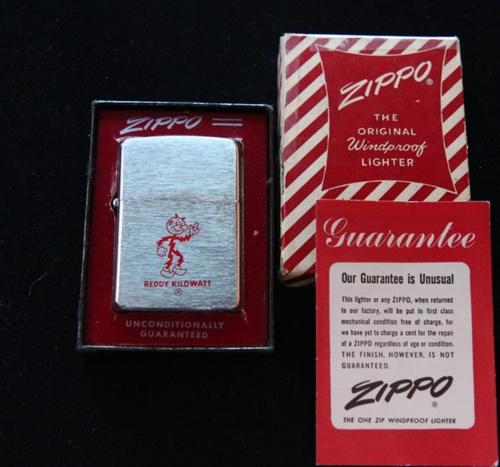 ZIPPO
REDDY KILOWATT
®
UNCONDITIONALLY
GUARANTEED
ZIPPO®
THE
ORIGINAL
Windproof
LIGHTER
Guarantee
Our Guarantee is Unusual
This lighter or any ZIPPO, when returned
to our factory, will be put in first class
mechanical condition free of charge, for
we have yet to charge a cent for the repair
of a ZIPPO regardless of age or condition.
THE FINISH, HOWEVER, IS NOT
GUARANTEED.
ZIPPO®
THE ONE ZIP WINDPROOF LIGHTER